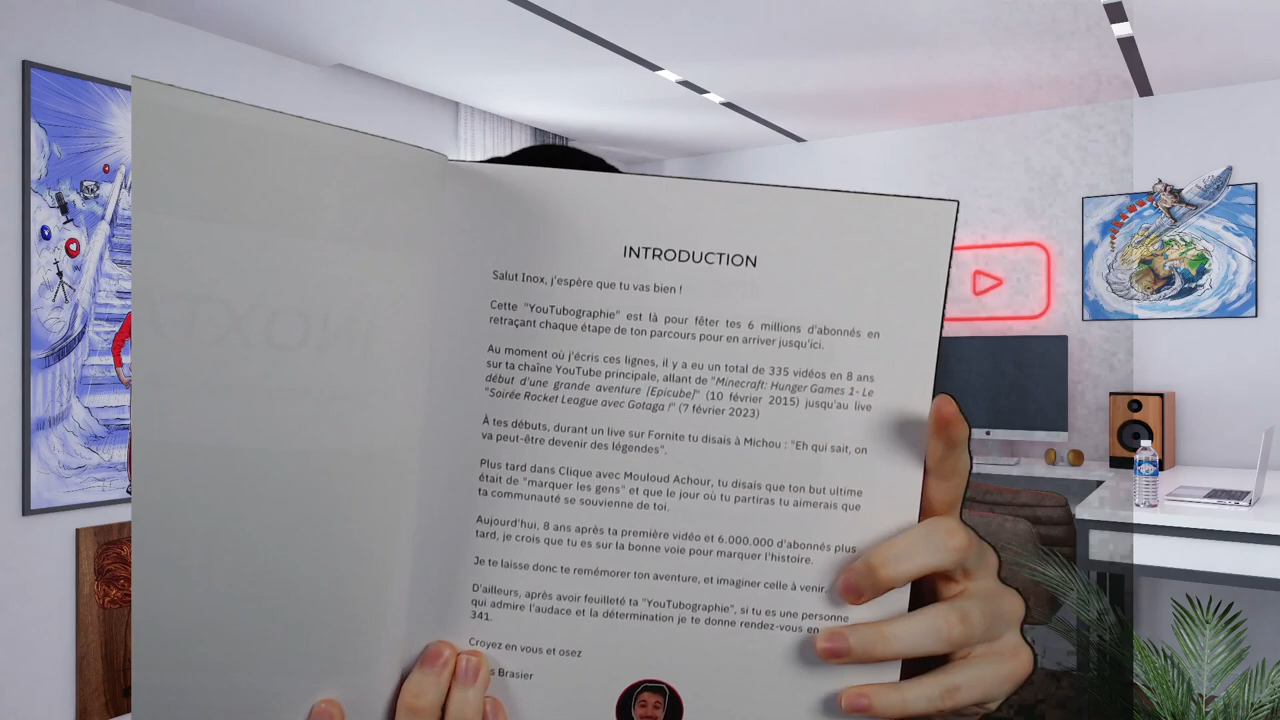 INTRODUCTION
Salut Inox, j'espère que tu vas bien !
Cette "YouTubographie" est là pour fêter tes 6 millions d'abonnés en
retraçant chaque étape de ton parcours pour en arriver jusqu'ici.
Au moment où j'écris ces lignes, il y a eu un total de 335 vidéos en 8 ans
sur ta chaîne YouTube principale, allant de "Minecraft: Hunger Games 1- Le
début d'une grande aventure [Epicube]" (10 février 2015) jusqu'au live
"Soirée Rocket League avec Gotaga !" (7 février 2023)
À tes débuts, durant un live sur Fornite tu disais à Michou : "Eh qui sait, on
va peut-être devenir des légendes".
Plus tard dans Clique avec Mouloud Achour, tu disais que ton but ultime
était de "marquer les gens" et que le jour où tu partiras tu aimerais que
ta communauté se souvienne de toi.
Aujourd'hui, 8 ans après ta première vidéo et 6.000.000 d'abonnés plus
tard, je crois que tu es sur la bonne voie pour marquer l'histoire.
Je te laisse donc te remémorer ton aventure, et imaginer celle à venir.
D'ailleurs, après avoir feuilleté ta "YouTubographie", si tu es une personne
qui admire l'audace et la détermination je te donne rendez-vous en
341.
Croyez en vous et osez
Brasier